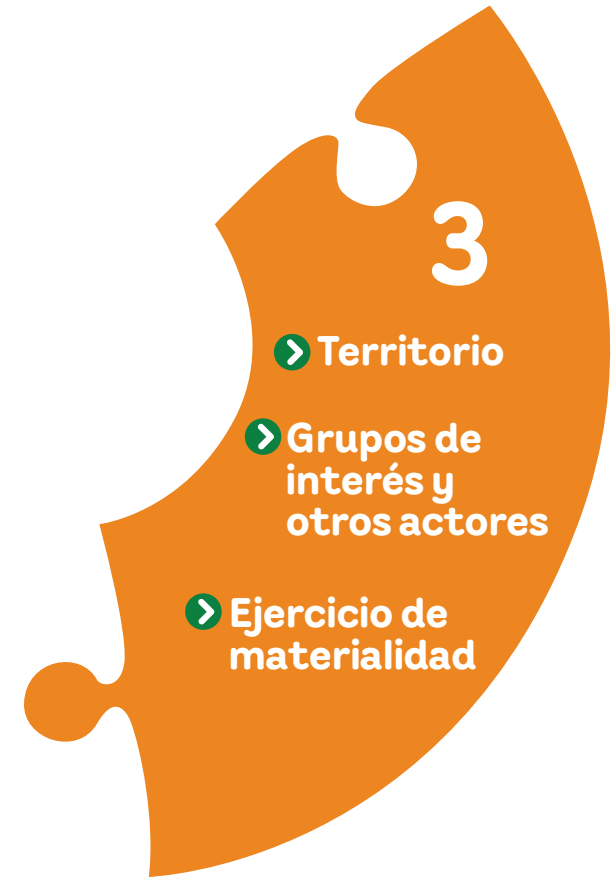 3
Territorio
Grupos de
interés y
otros actores
Ejercicio de
materialidad